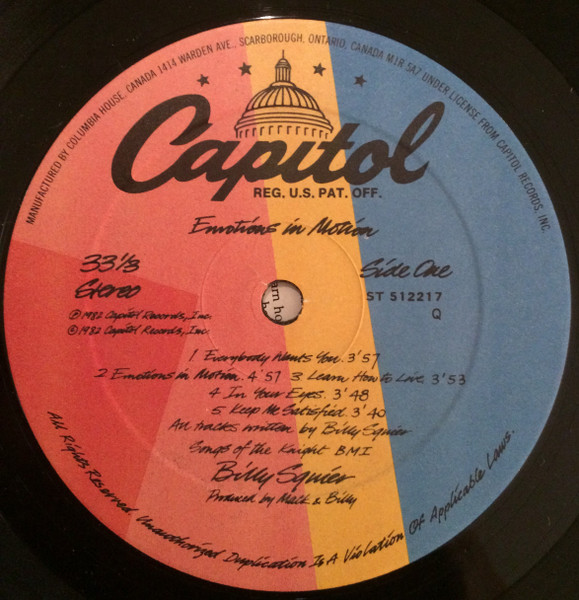 MANUFACTURED BY COLUMBIA HOUSE, CANADA 1414 WARDEN AVE., SCARBOROUGH, ONTARIO, CANADA M1R 5A7 UNDER LICENSE FROM CAPITOL RECORDS, INC.
Capitol
REG. U.S. PAT. OFF.
Emotions in Motion
33 1/3
Stereo
Side One
ST 512217
Q
℗ 1982 Capitol Records, Inc.
© 1982 Capitol Records, Inc.
1 Everybody Wants You. 3'57
2 Emotions in Motion. 4'57 3 Learn How to Live. 3'53
4 In Your Eyes. 3'48
5 Keep Me Satisfied. 3'40
All tracks written by Billy Squier
Songs of the Knight B.M.I
Billy Squier
Produced by Mack & Billy
All Rights Reserved. Unauthorized Duplication Is A Violation Of Applicable Laws.